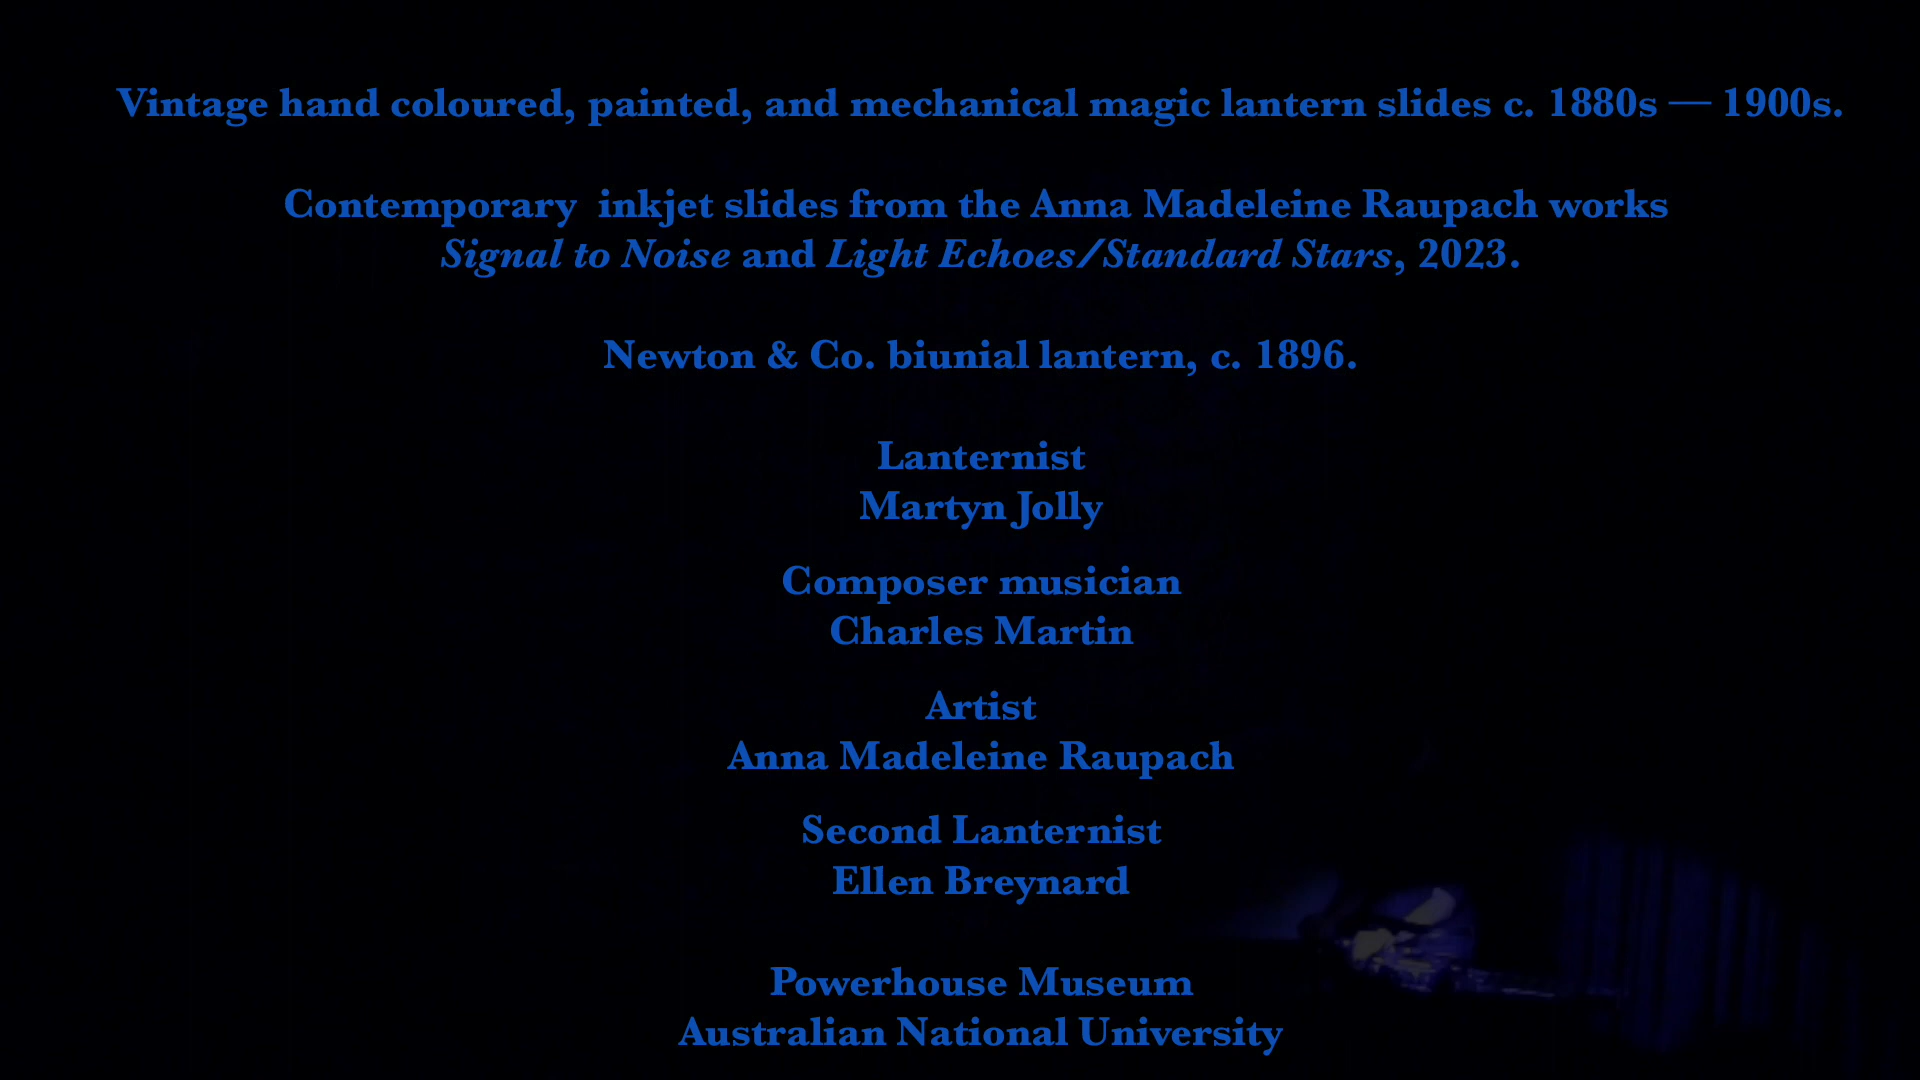 Vintage hand coloured, painted, and mechanical magic lantern slides c. 1880s — 1900s.
Contemporary  inkjet slides from the Anna Madeleine Raupach works
Signal to Noise and Light Echoes/Standard Stars, 2023.
Newton & Co. biunial lantern, c. 1896.
Lanternist
Martyn Jolly
Composer musician
Charles Martin
Artist
Anna Madeleine Raupach
Second Lanternist
Ellen Breynard
Powerhouse Museum
Australian National University